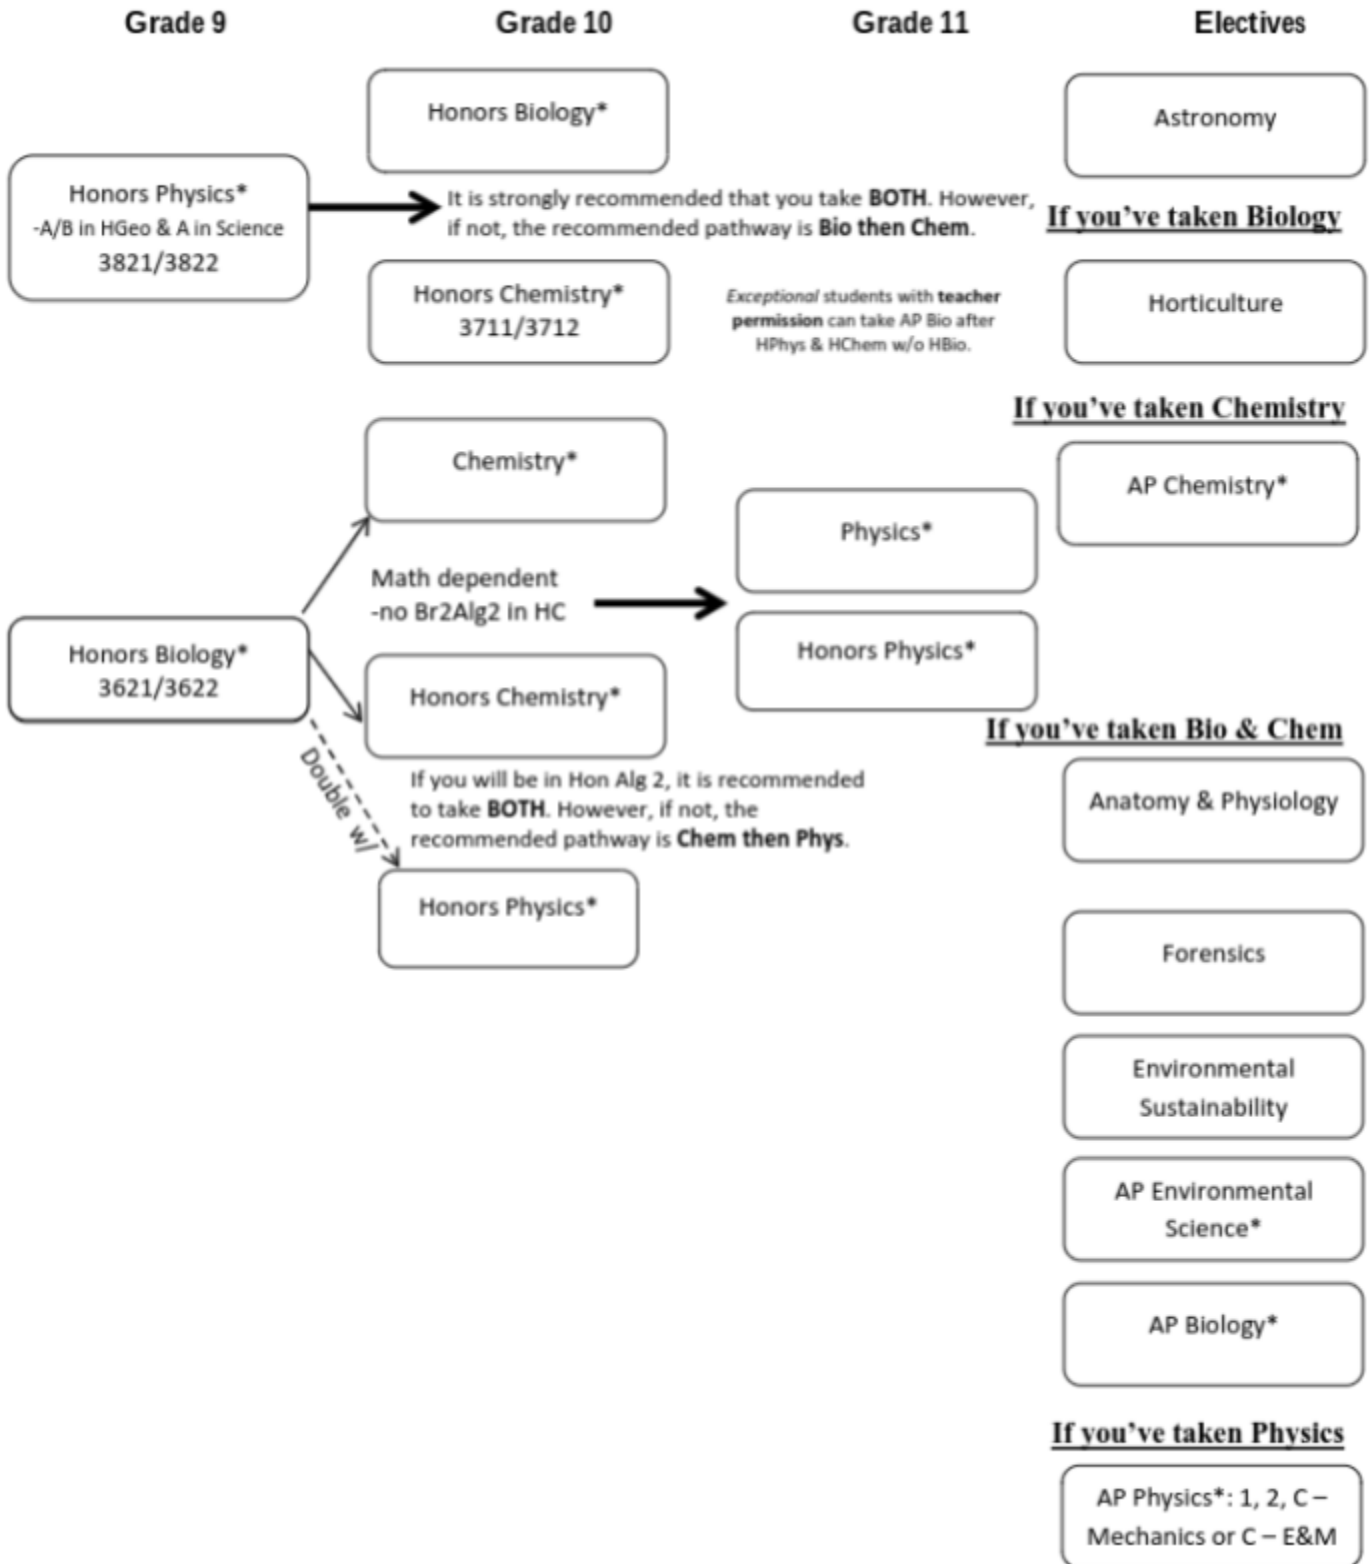 Grade 9
Grade 10
Grade 11
Electives
Honors Biology*
Astronomy
Honors Physics*
-A/B in HGeo & A in Science
3821/3822
It is strongly recommended that you take BOTH. However,
if not, the recommended pathway is Bio then Chem.
If you've taken Biology
Honors Chemistry*
3711/3712
Exceptional students with teacher
permission can take AP Bio after
HPhys & HChem w/o HBio.
Horticulture
If you've taken Chemistry
Chemistry*
AP Chemistry*
Physics*
Math dependent
-no Br2Alg2 in HC
Honors Biology*
3621/3622
Honors Physics*
Honors Chemistry*
If you've taken Bio & Chem
Double w/
If you will be in Hon Alg 2, it is recommended
to take BOTH. However, if not, the
recommended pathway is Chem then Phys.
Anatomy & Physiology
Honors Physics*
Forensics
Environmental
Sustainability
AP Environmental
Science*
AP Biology*
If you've taken Physics
AP Physics*: 1, 2, C –
Mechanics or C – E&M